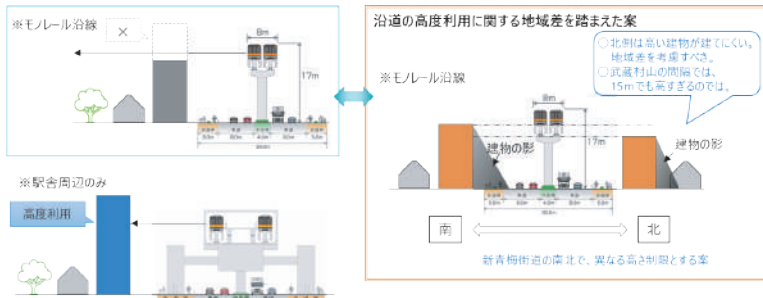 ※モノレール沿線
×
8m
17m
※駅舎周辺のみ
高度利用
沿道の高度利用に関する地域差を踏まえた案
○北側は高い建物が建てにくい。
地域差を考慮すべき。
○武蔵村山の間隔では、
15mでも高すぎるのでは。
※モノレール沿線
8m
17m
建物の影
建物の影
南
北
新青梅街道の南北で、異なる高さ制限とする案